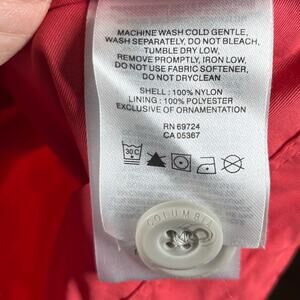 MACHINE WASH COLD GENTLE,
WASH SEPARATELY, DO NOT BLEACH,
TUMBLE DRY LOW,
REMOVE PROMPTLY, IRON LOW,
DO NOT USE FABRIC SOFTENER,
DO NOT DRYCLEAN
SHELL : 100% NYLON
LINING : 100% POLYESTER
EXCLUSIVE OF ORNAMENTATION
RN 69724
CA 05367
30C
COLUMBIA